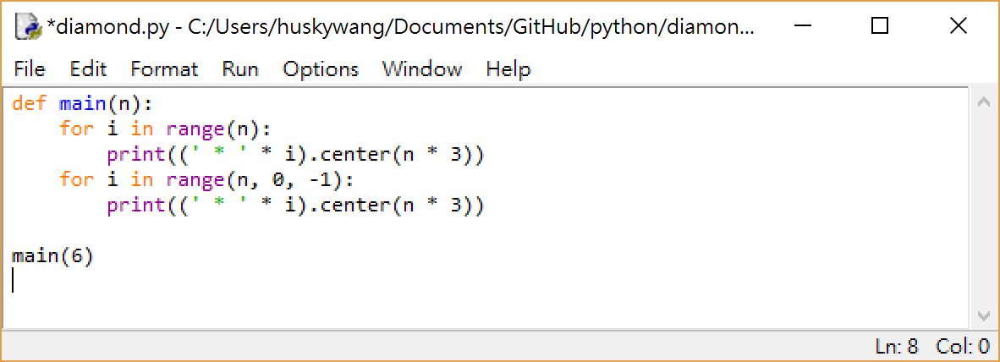 *diamond.py - C:/Users/huskywang/Documents/GitHub/python/diamon...
File Edit Format Run Options Window Help
def main(n):
    for i in range(n):
        print((' * ' * i).center(n * 3))
    for i in range(n, 0, -1):
        print((' * ' * i).center(n * 3))

main(6)
Ln: 8 Col: 0